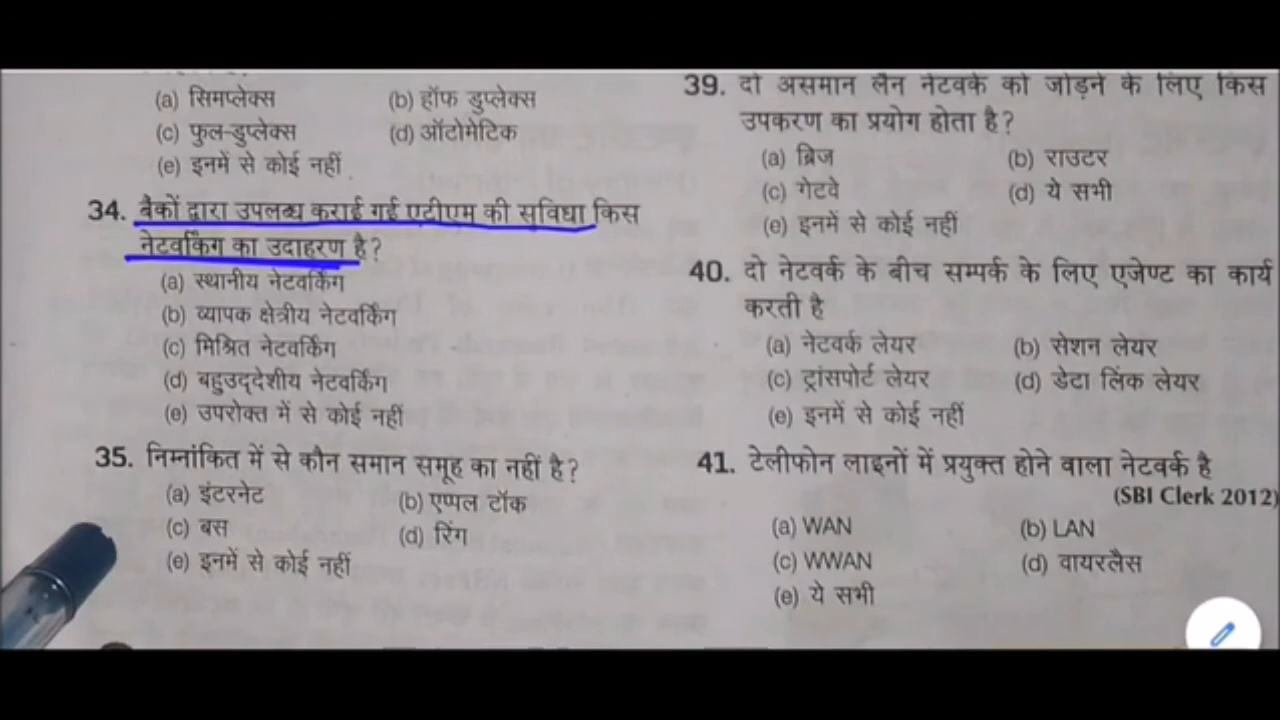 (a) सिमप्लेक्स
(b) हॉफ डुप्लेक्स
(c) फुल-डुप्लेक्स
(d) ऑटोमेटिक
(e) इनमें से कोई नहीं
34. बैंकों द्वारा उपलब्ध कराई गई एटीएम की सुविधा किस
नेटवर्किंग का उदाहरण है?
(a) स्थानीय नेटवर्किंग
(b) व्यापक क्षेत्रीय नेटवर्किंग
(c) मिश्रित नेटवर्किंग
(d) बहुउद्देशीय नेटवर्किंग
(e) उपरोक्त में से कोई नहीं
35. निम्नांकित में से कौन समान समूह का नहीं है?
(a) इंटरनेट
(b) एप्पल टॉक
(c) बस
(d) रिंग
(e) इनमें से कोई नहीं
39. दो असमान लैन नेटवर्क को जोड़ने के लिए किस
उपकरण का प्रयोग होता है?
(a) ब्रिज
(b) राउटर
(c) गेटवे
(d) ये सभी
(e) इनमें से कोई नहीं
40. दो नेटवर्क के बीच सम्पर्क के लिए एजेण्ट का कार्य
करती है
(a) नेटवर्क लेयर
(b) सेशन लेयर
(c) ट्रांसपोर्ट लेयर
(d) डेटा लिंक लेयर
(e) इनमें से कोई नहीं
41. टेलीफोन लाइनों में प्रयुक्त होने वाला नेटवर्क है
(SBI Clerk 2012)
(a) WAN
(b) LAN
(c) WWAN
(d) वायरलैस
(e) ये सभी